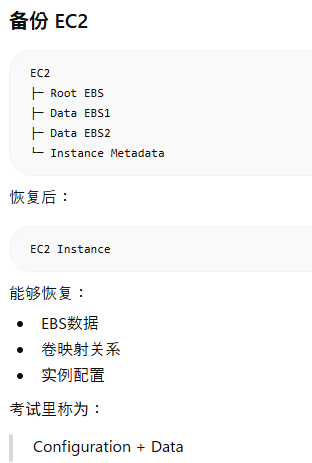 备份 EC2
EC2
├─ Root EBS
├─ Data EBS1
├─ Data EBS2
└─ Instance Metadata
恢复后：
EC2 Instance
能够恢复：
• EBS数据
• 卷映射关系
• 实例配置
考试里称为：
Configuration + Data